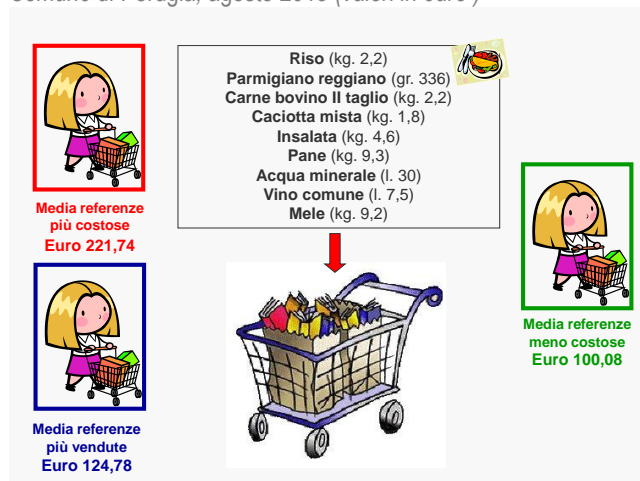 Riso (kg. 2,2)
Parmigiano reggiano (gr. 336)
Carne bovino II taglio (kg. 2,2)
Caciotta mista (kg. 1,8)
Insalata (kg. 4,6)
Pane (kg. 9,3)
Acqua minerale (l. 30)
Vino comune (l. 7,5)
Mele (kg. 9,2)
Media referenze
più costose
Euro 221,74
Media referenze
meno costose
Euro 100,08
Media referenze
più vendute
Euro 124,78